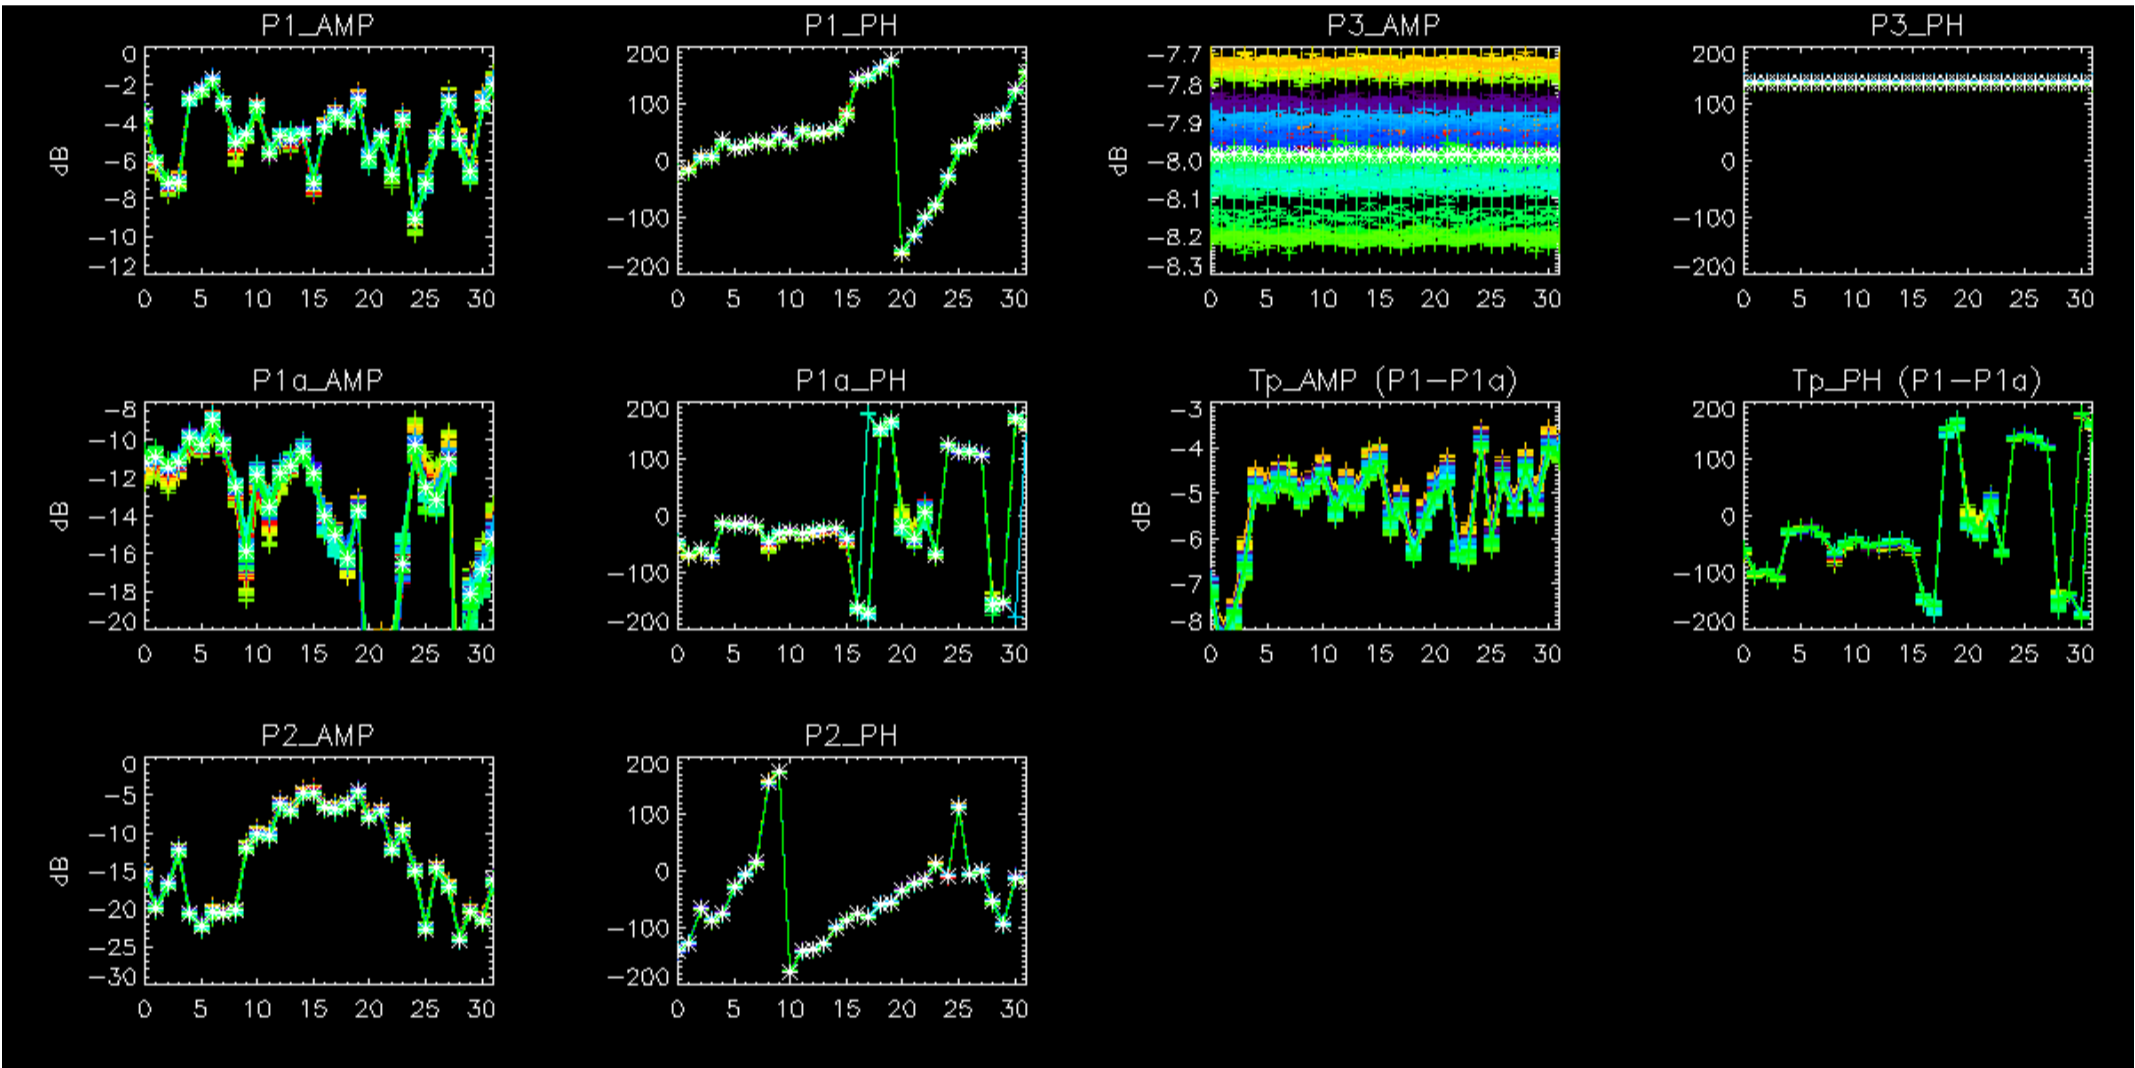 P1_AMP
P1_PH
P3_AMP
P3_PH
0
−2
−4
−6
−8
−10
−12
dB
0 5 10 15 20 25 30
200
100
0
−100
−200
0 5 10 15 20 25 30
−7.7
−7.8
−7.9
−8.0
−8.1
−8.2
−8.3
dB
0 5 10 15 20 25 30
200
100
0
−100
−200
0 5 10 15 20 25 30
P1a_AMP
P1a_PH
Tp_AMP (P1−P1a)
Tp_PH (P1−P1a)
−8
−10
−12
−14
−16
−18
−20
dB
0 5 10 15 20 25 30
200
100
0
−100
−200
0 5 10 15 20 25 30
−3
−4
−5
−6
−7
−8
dB
0 5 10 15 20 25 30
200
100
0
−100
−200
0 5 10 15 20 25 30
P2_AMP
P2_PH
0
−5
−10
−15
−20
−25
−30
dB
0 5 10 15 20 25 30
200
100
0
−100
−200
0 5 10 15 20 25 30